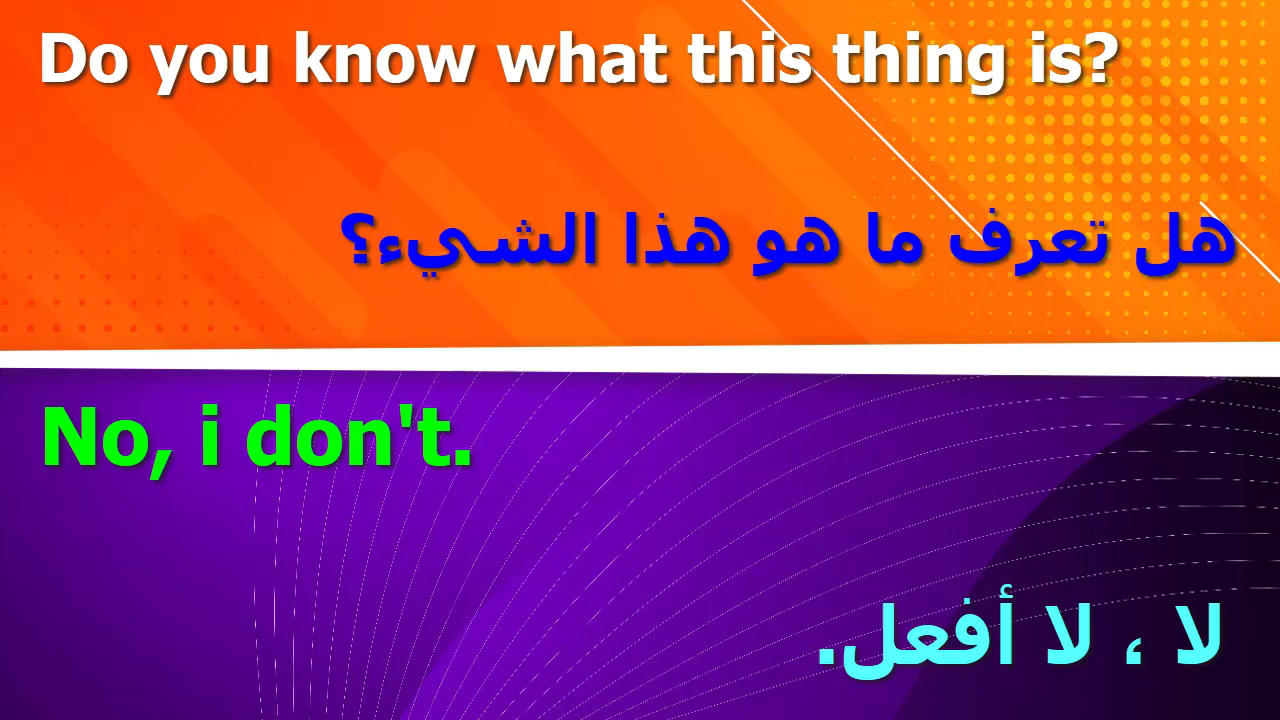 Do you know what this thing is?
هل تعرف ما هو هذا الشيء؟
No, i don't.
لا ، لا أفعل.